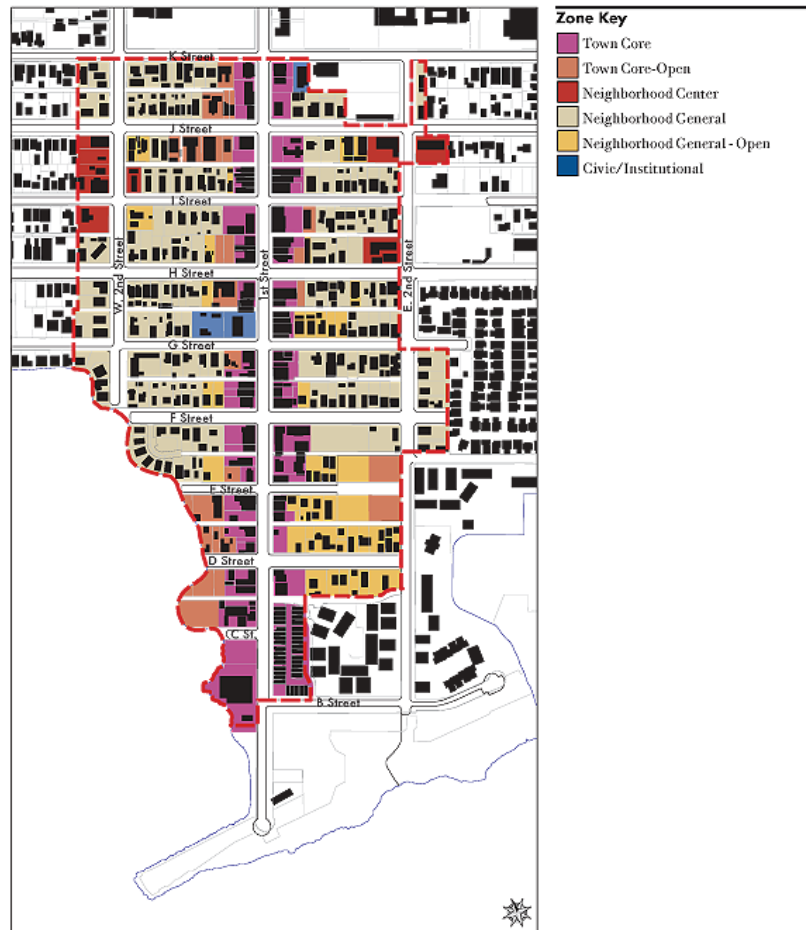 Zone Key
Town Core
Town Core-Open
Neighborhood Center
Neighborhood General
Neighborhood General - Open
Civic/Institutional
K Street
J Street
I Street
W. 2nd Street
1st Street
E. 2nd Street
H Street
G Street
F Street
E Street
D Street
C St.
B Street